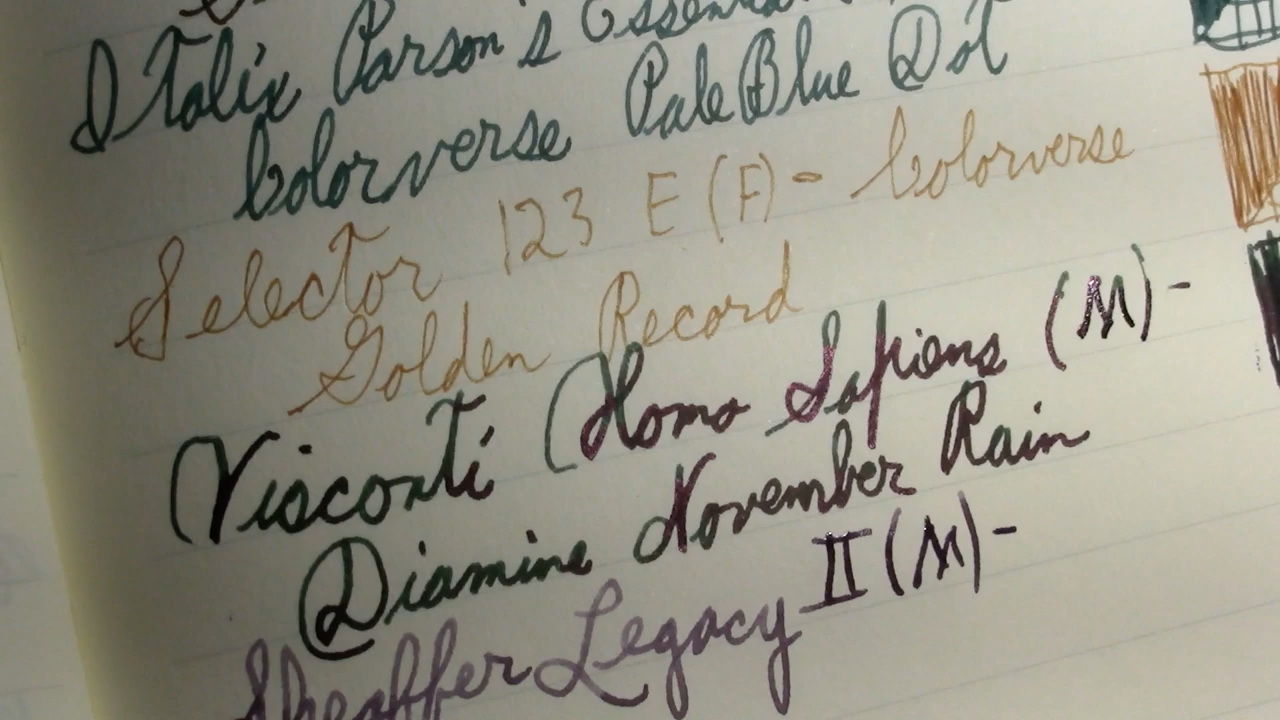 Italix Parson's Essential
Colorverse Pale Blue Dot
Selector 123 E (F) - Colorverse
Golden Record
Visconti Homo Sapiens (M) -
Diamine November Rain
Sheaffer Legacy II (M) -